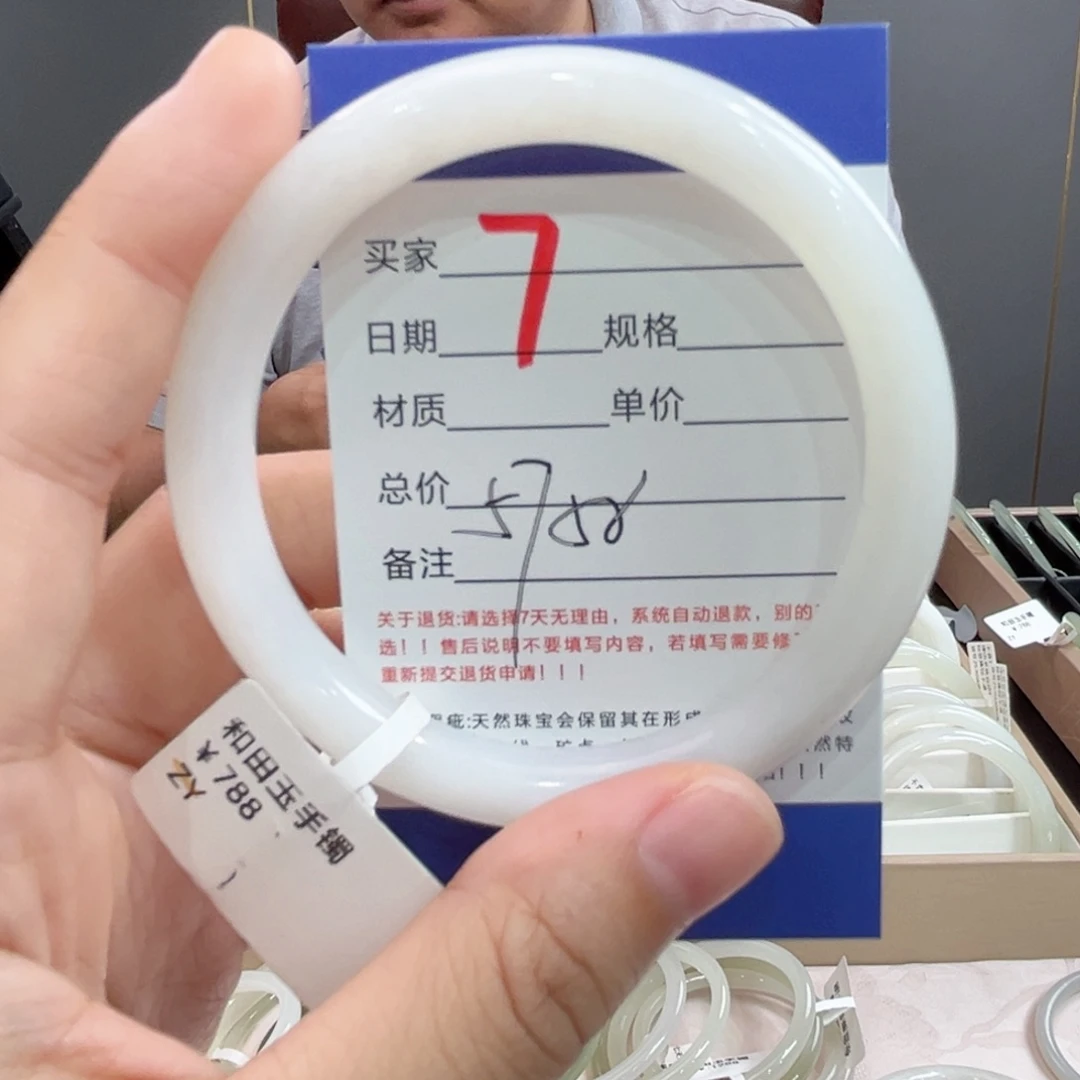 7
买家
日期 规格
材质 单价
总价
备注
关于退货:请选择7天无理由，系统自动退款，别的
选！！售后说明不要填写内容，若填写需要修
重新提交退货申请！！！
疵:天然珠宝会保留其在形成
然特
！！！
和田玉手镯
788